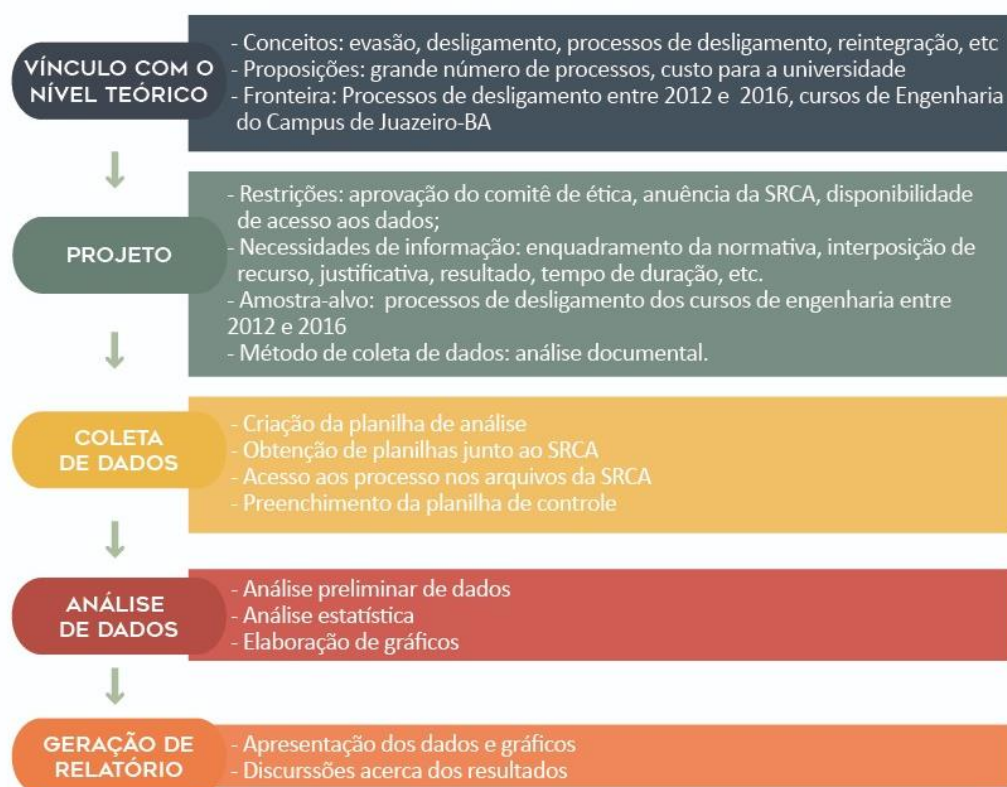 VÍNCULO COM O
NÍVEL TEÓRICO
- Conceitos: evasão, desligamento, processos de desligamento, reintegração, etc
- Proposições: grande número de processos, custo para a universidade
- Fronteira: Processos de desligamento entre 2012 e 2016, cursos de Engenharia
do Campus de Juazeiro-BA
PROJETO
- Restrições: aprovação do comitê de ética, anuência da SRCA, disponibilidade
de acesso aos dados;
- Necessidades de informação: enquadramento da normativa, interposição de
recurso, justificativa, resultado, tempo de duração, etc.
- Amostra-alvo: processos de desligamento dos cursos de engenharia entre
2012 e 2016
- Método de coleta de dados: análise documental.
COLETA
DE DADOS
- Criação da planilha de análise
- Obtenção de planilhas junto ao SRCA
- Acesso aos processo nos arquivos da SRCA
- Preenchimento da planilha de controle
ANÁLISE
DE DADOS
- Análise preliminar de dados
- Análise estatística
- Elaboração de gráficos
GERAÇÃO DE
RELATÓRIO
- Apresentação dos dados e gráficos
- Discurssões acerca dos resultados